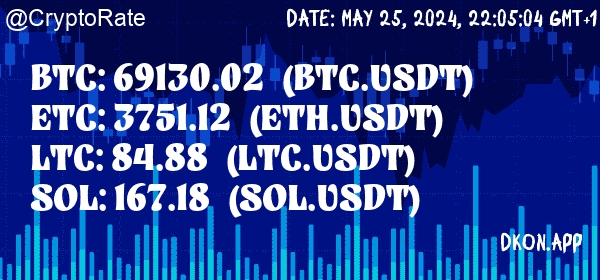 @CryptoRate
DATE: MAY 25, 2024, 22:05:04 GMT+1
BTC: 69130.02 (BTC.USDT)
ETC: 3751.12 (ETH.USDT)
LTC: 84.88 (LTC.USDT)
SOL: 167.18 (SOL.USDT)
DKON.APP